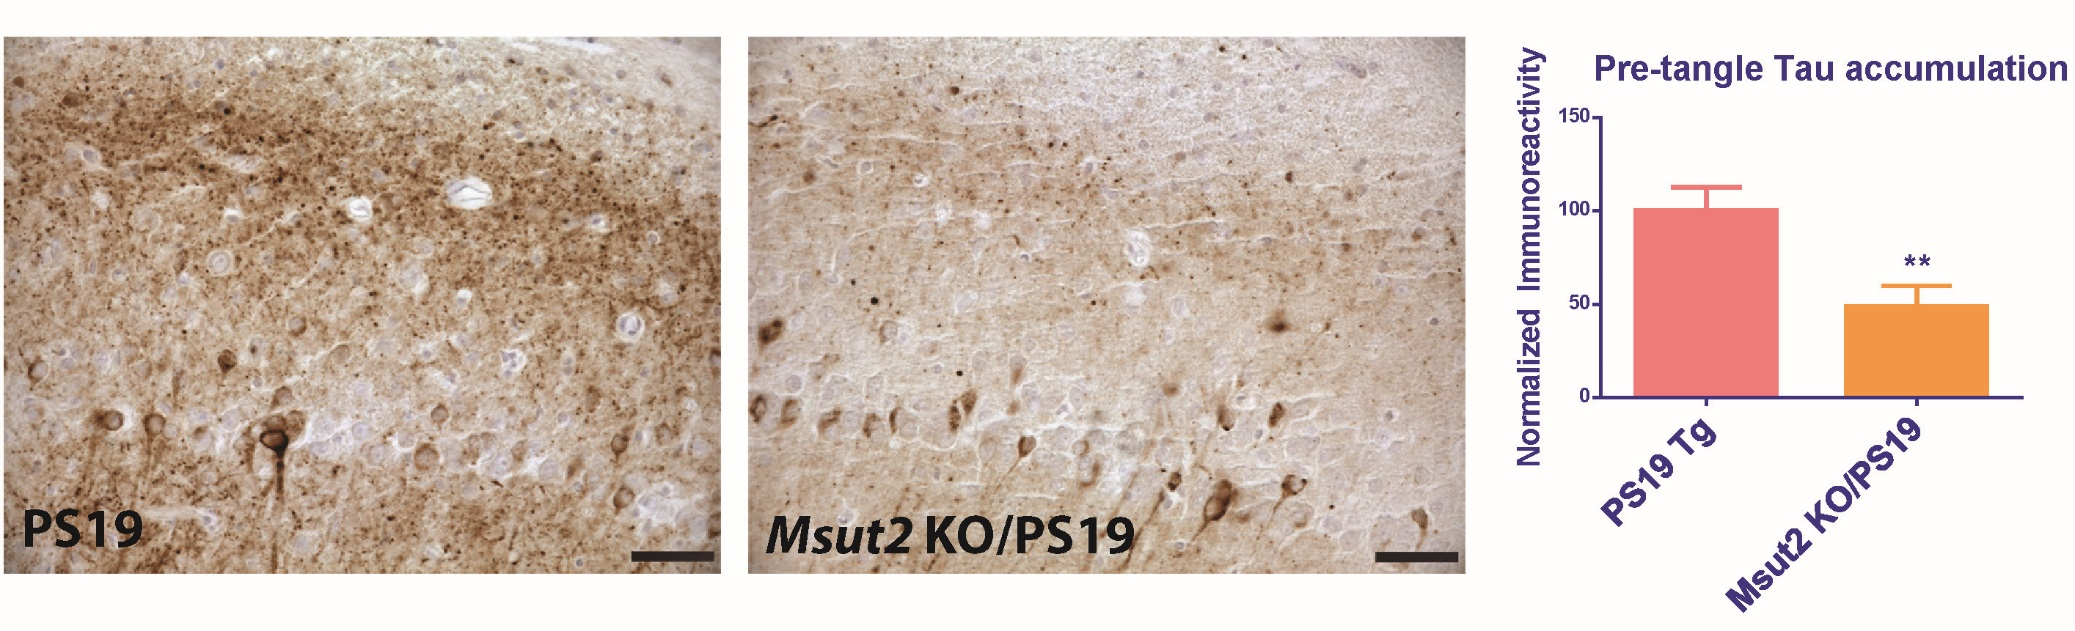 PS19
Msut2 KO/PS19
Pre-tangle Tau accumulation
Normalized Immunoreactivity
150
100
50
0
**
PS19 Tg
Msut2 KO/PS19